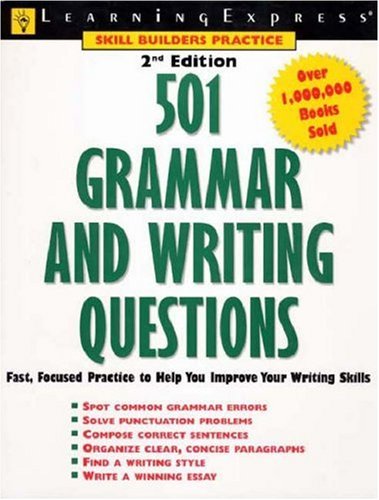 LearningExpress®
SKILL BUILDERS PRACTICE
2nd Edition
Over
1,000,000
Books
Sold
501
GRAMMAR
AND WRITING
QUESTIONS
Fast, Focused Practice to Help You Improve Your Writing Skills
▪ SPOT COMMON GRAMMAR ERRORS
▪ SOLVE PUNCTUATION PROBLEMS
▪ COMPOSE CORRECT SENTENCES
▪ ORGANIZE CLEAR, CONCISE PARAGRAPHS
▪ FIND A WRITING STYLE
▪ WRITE A WINNING ESSAY